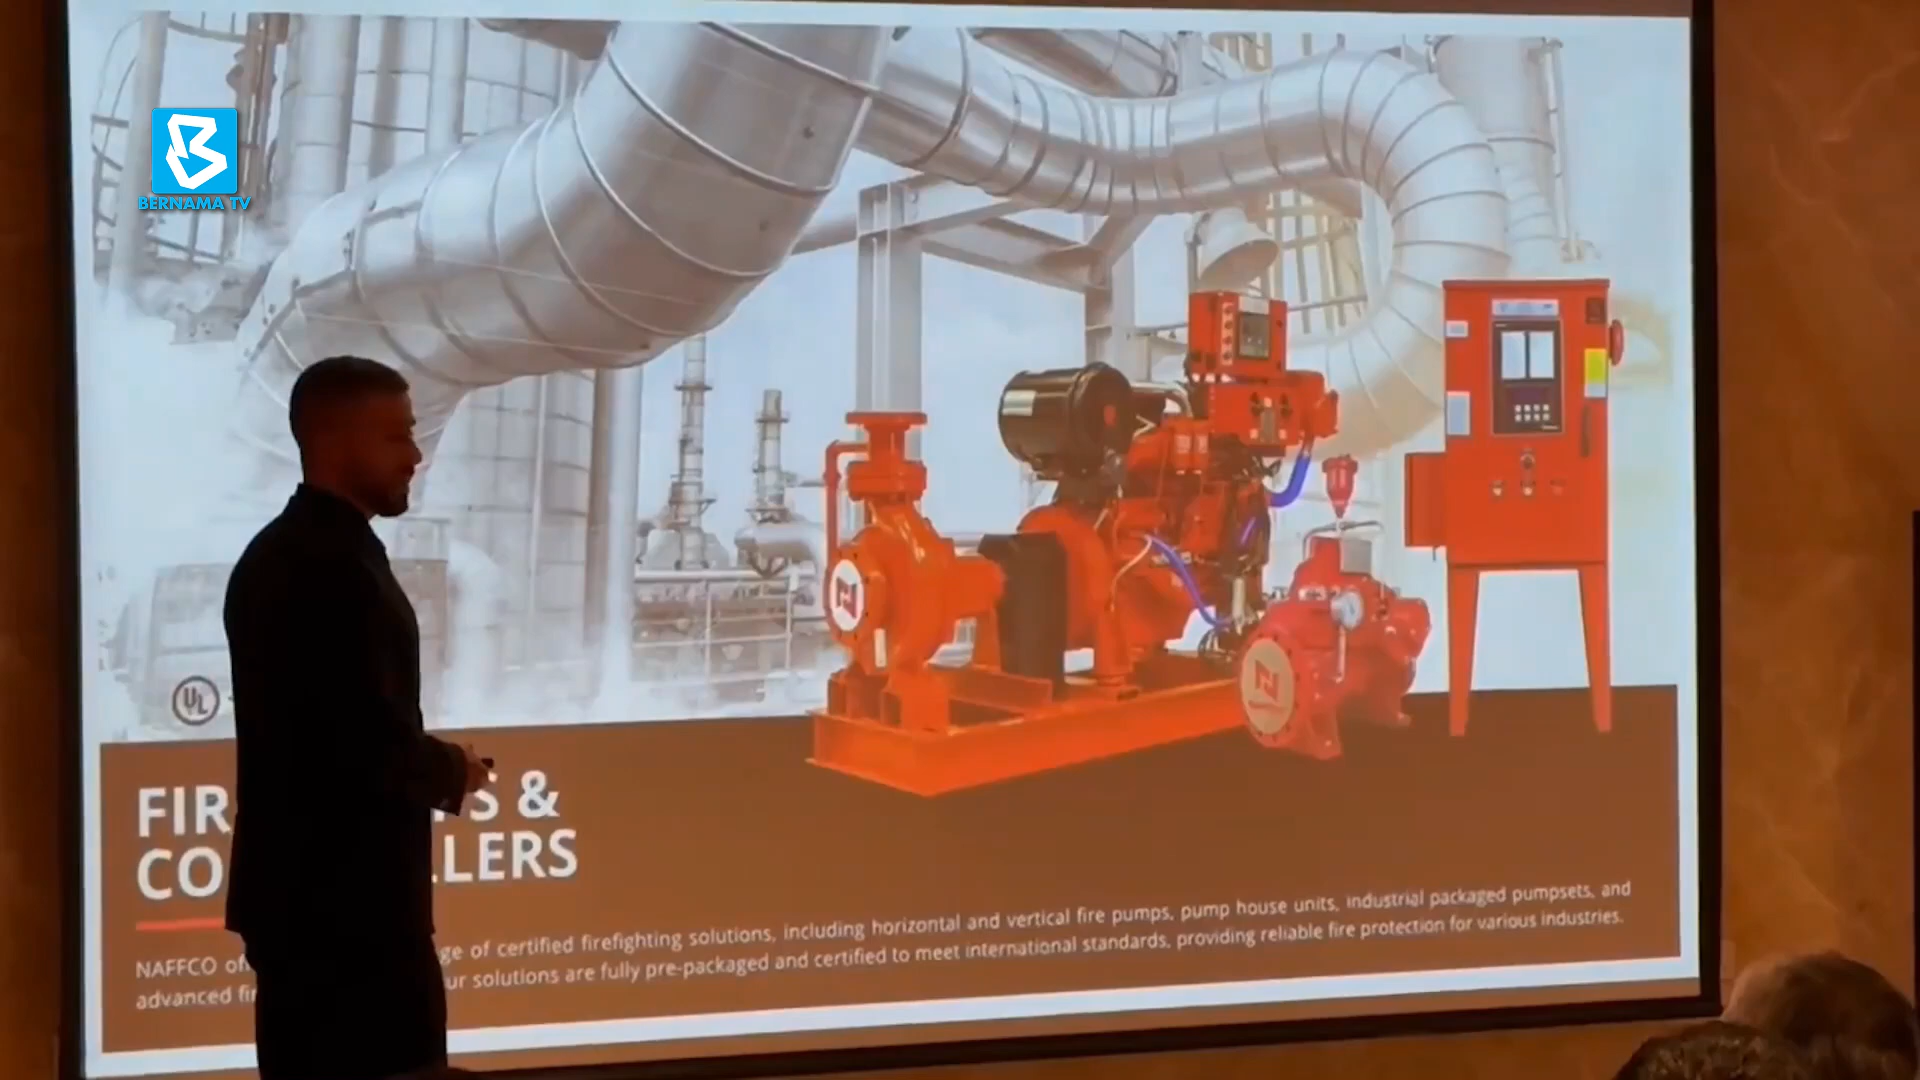 BERNAMA TV
UL
FIR S &
CO LLERS
NAFFCO of ge of certified firefighting solutions, including horizontal and vertical fire pumps, pump house units, industrial packaged pumpsets, and
advanced fi ur solutions are fully pre-packaged and certified to meet international standards, providing reliable fire protection for various industries.